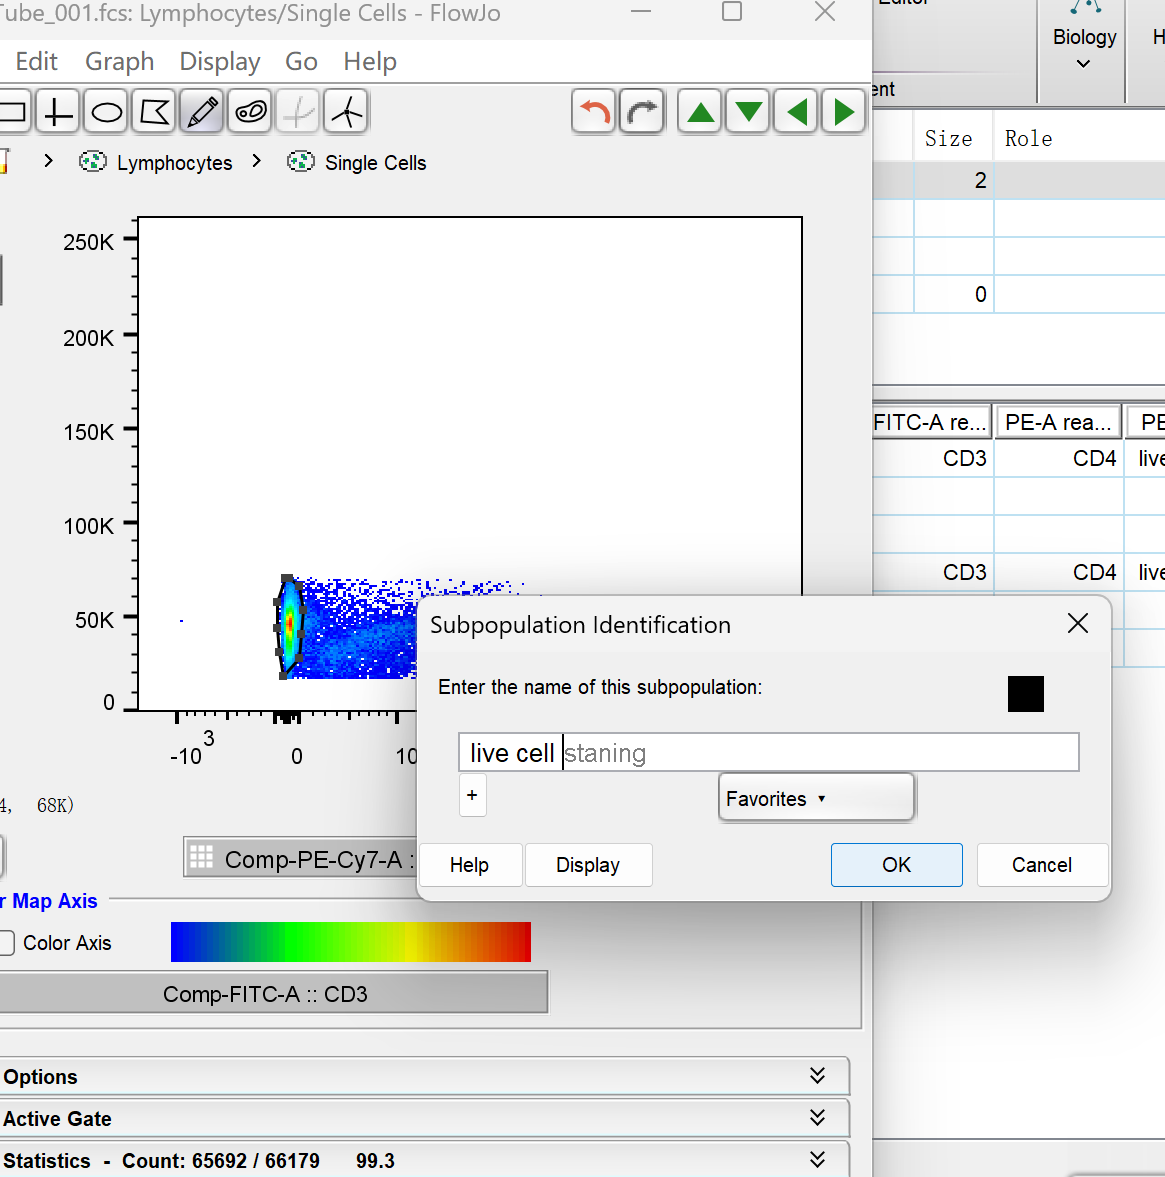 Tube_001.fcs: Lymphocytes/Single Cells - FlowJo
Edit Graph Display Go Help
Biology
ent
Lymphocytes > Single Cells
Size Role
2
0
250K
200K
150K
100K
50K
0
-10 3
0
10
FITC-A re... PE-A rea... PE
CD3 CD4 live
CD3 CD4 live
Subpopulation Identification
Enter the name of this subpopulation:
live cell staning
+
Favorites
Help Display OK Cancel
4, 68K)
Comp-PE-Cy7-A :
r Map Axis
Color Axis
Comp-FITC-A :: CD3
Options
Active Gate
Statistics - Count: 65692 / 66179 99.3